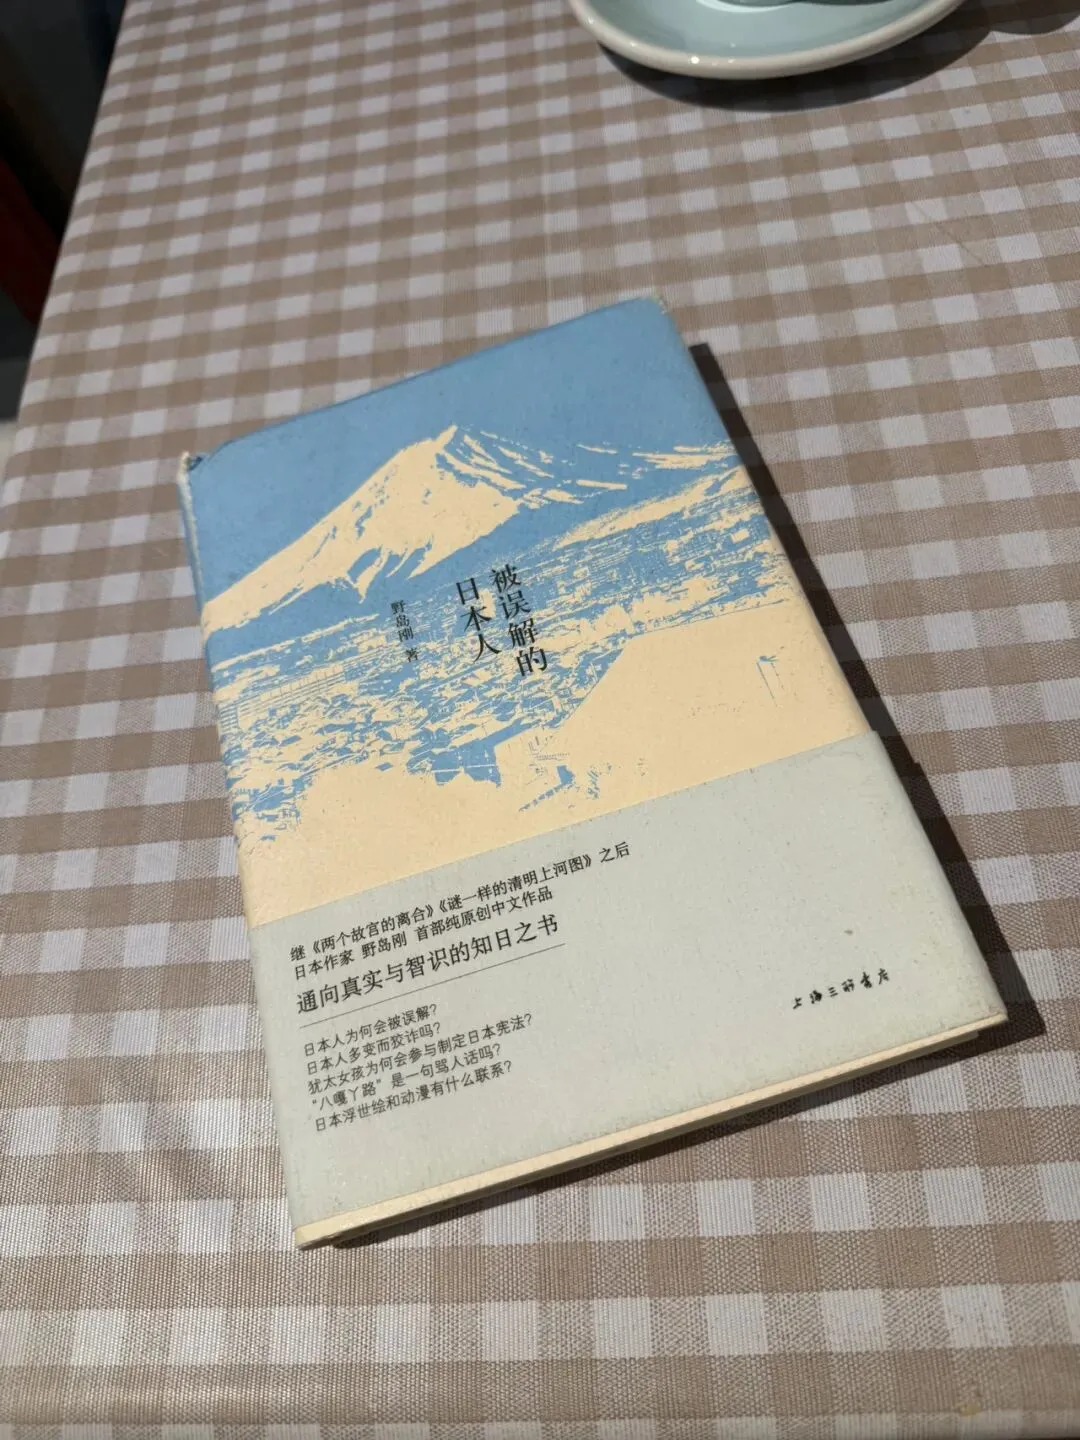 被误解的
日本人
野岛刚 著
继《两个故宫的离合》《谜一样的清明上河图》之后
日本作家 野岛刚 首部纯原创中文作品
通向真实与智识的知日之书
日本人为何会被误解?
日本人多变而狡诈吗?
犹太女孩为何会参与制定日本宪法?
“八嘎丫路”是一句骂人话吗?
日本浮世绘和动漫有什么联系?
上海三联书店